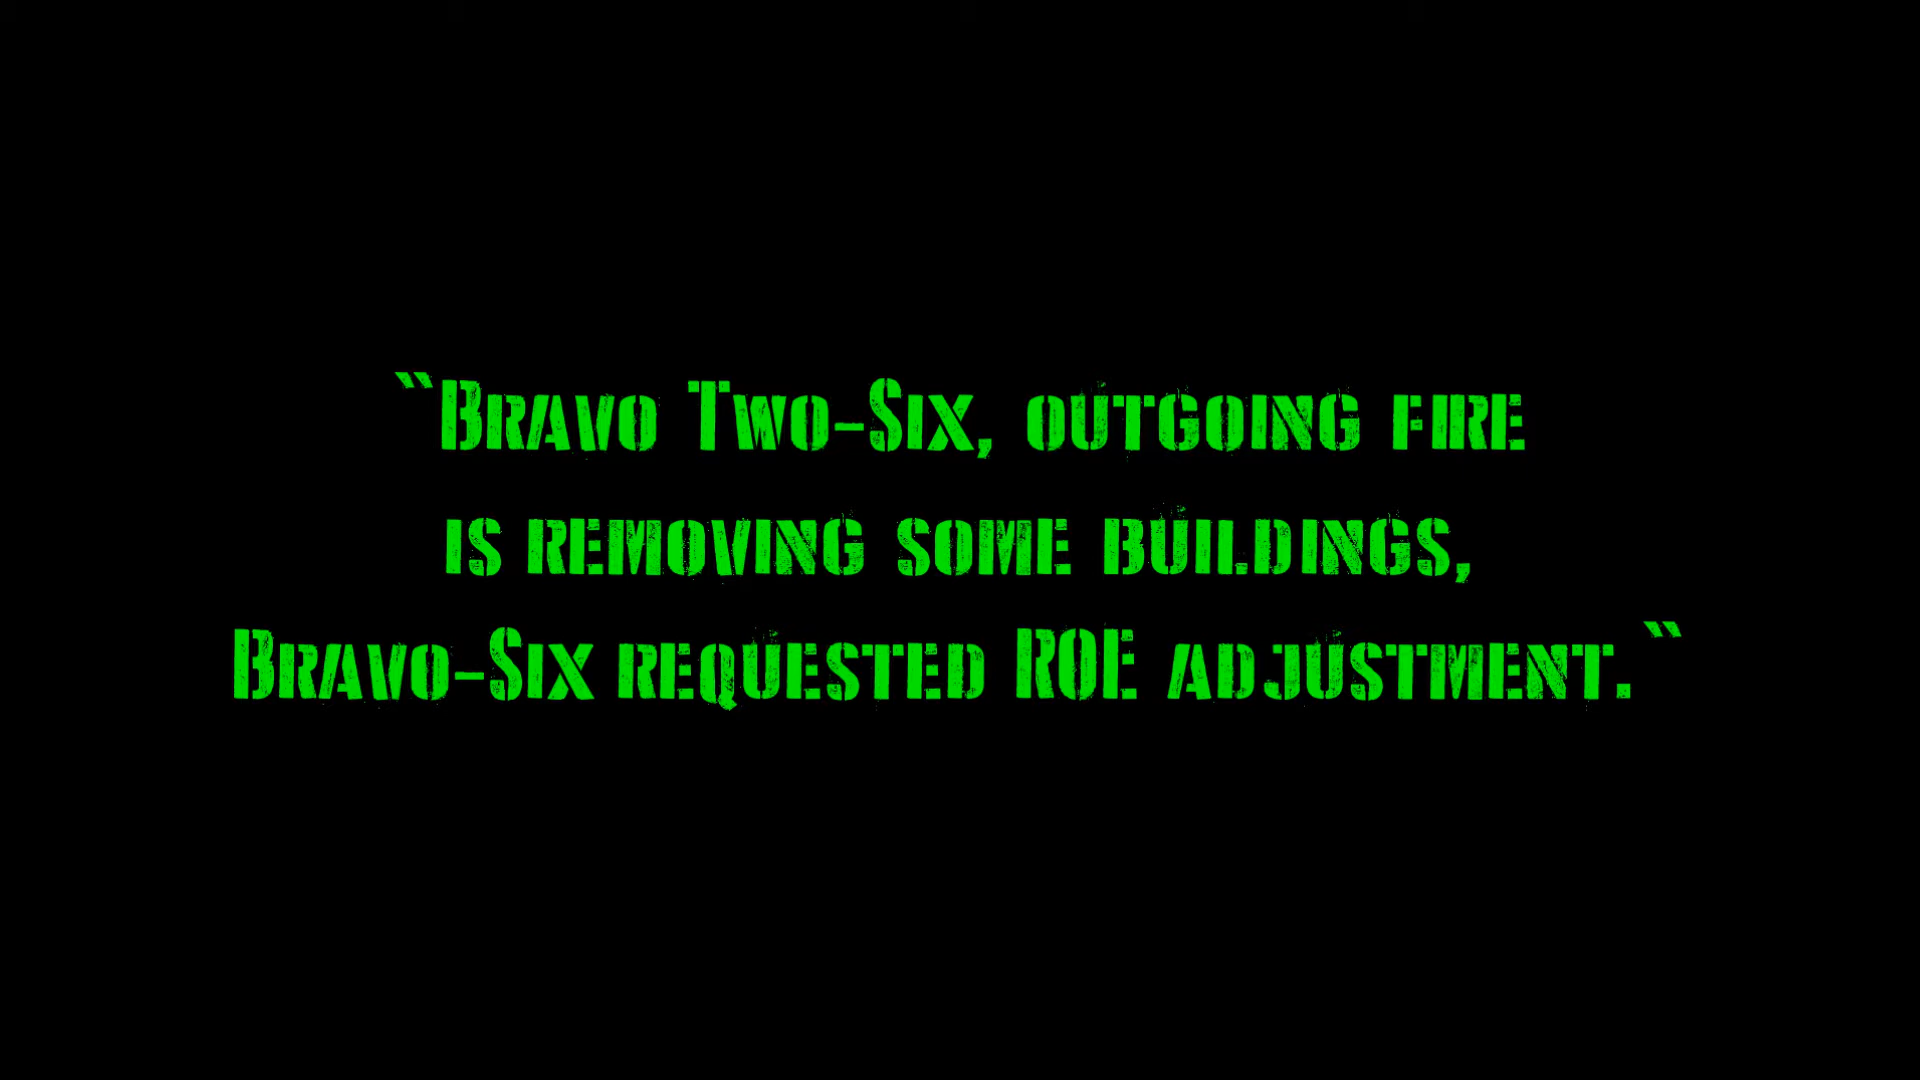 "Bravo Two-Six, outgoing fire
is removing some buildings,
Bravo-Six requested ROE adjustment."